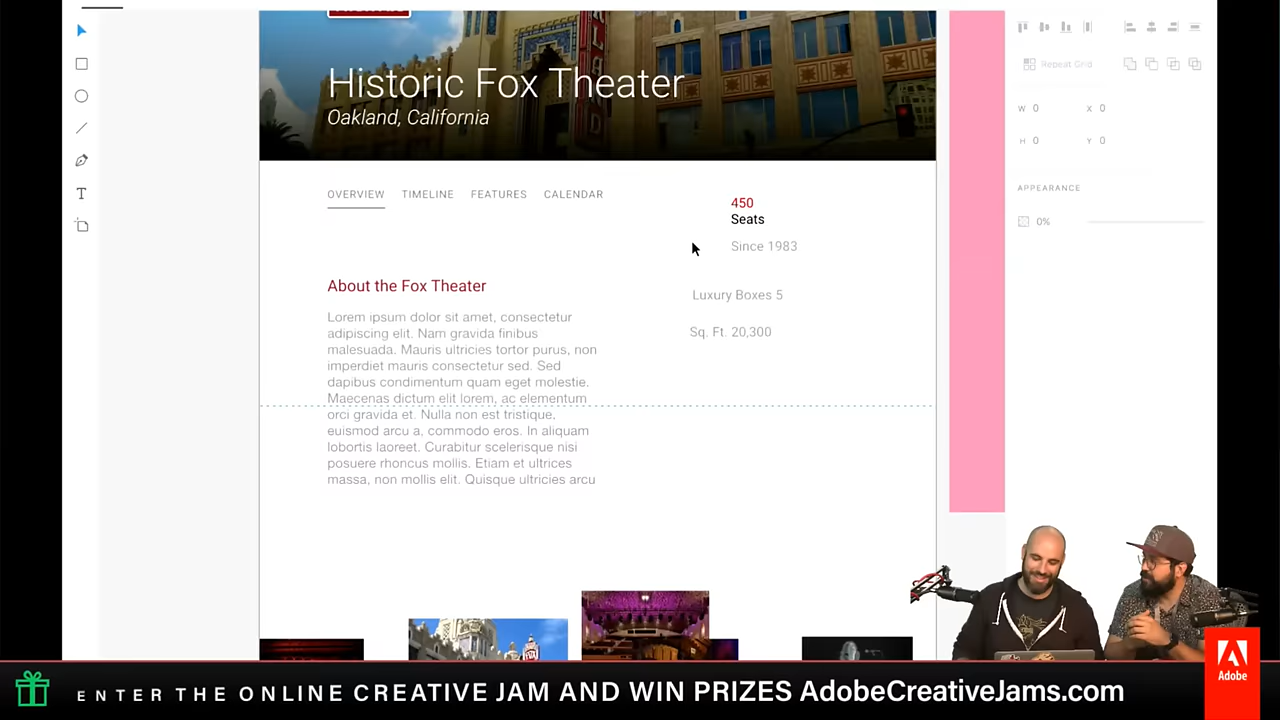 Historic Fox Theater
Oakland, California
OVERVIEW TIMELINE FEATURES CALENDAR
450
Seats
Since 1983
Luxury Boxes 5
Sq. Ft. 20,300
About the Fox Theater
Lorem ipsum dolor sit amet, consectetur
adipiscing elit. Nam gravida finibus
malesuada. Mauris ultricies tortor purus, non
imperdiet mauris consectetur sed. Sed
dapibus condimentum quam eget molestie.
Maecenas dictum elit lorem, ac elementum
orci gravida et. Nulla non est tristique,
euismod arcu a, commodo eros. In aliquam
lobortis laoreet. Curabitur scelerisque nisi
posuere rhoncus mollis. Etiam et ultrices
massa, non mollis elit. Quisque ultricies arcu
Repeat Grid
W 0 X 0
H 0 Y 0
APPEARANCE
0%
T
ENTER THE ONLINE CREATIVE JAM AND WIN PRIZES AdobeCreativeJams.com
Adobe